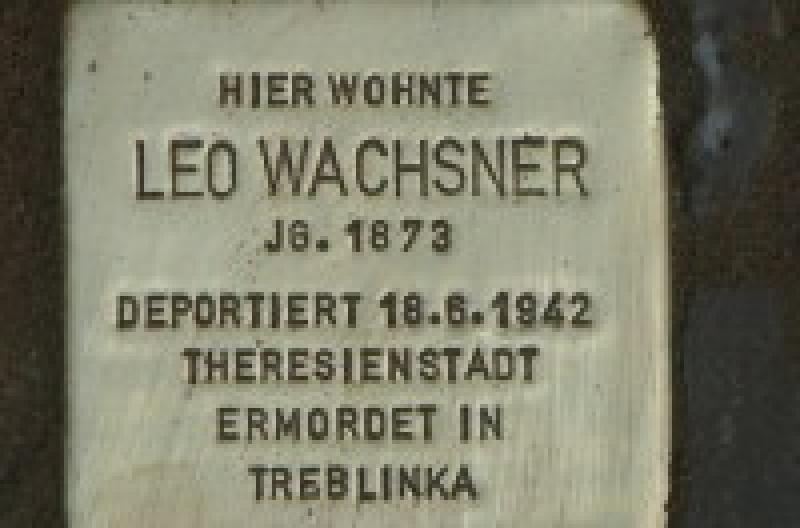 HIER WOHNTE
LEO WACHSNER
JG. 1873
DEPORTIERT 18.6.1942
THERESIENSTADT
ERMORDET IN
TREBLINKA